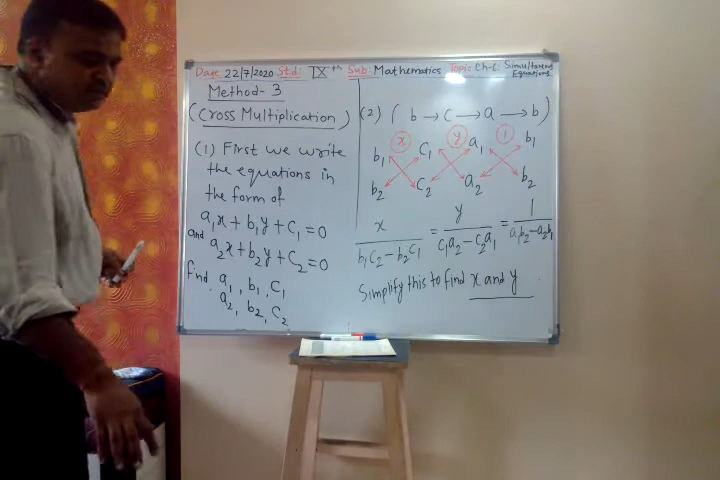 Date 22/7/2020 Std: IXth Sub: Mathematics Topic Ch-6 Simultaneous Equations
Method-3
(Cross Multiplication)
(1) First we write
the equations in
the form of
a₁x + b₁y + c₁ = 0
and a₂x + b₂y + c₂ = 0
find a₁, b₁, c₁
a₂, b₂, c₂
(2) ( b → c → a → b )
x y 1
b₁ c₁ a₁ b₁
b₂ c₂ a₂ b₂
x / b₁c₂ - b₂c₁ = y / c₁a₂ - c₂a₁ = 1 / a₁b₂ - a₂b₁
Simplify this to find x and y